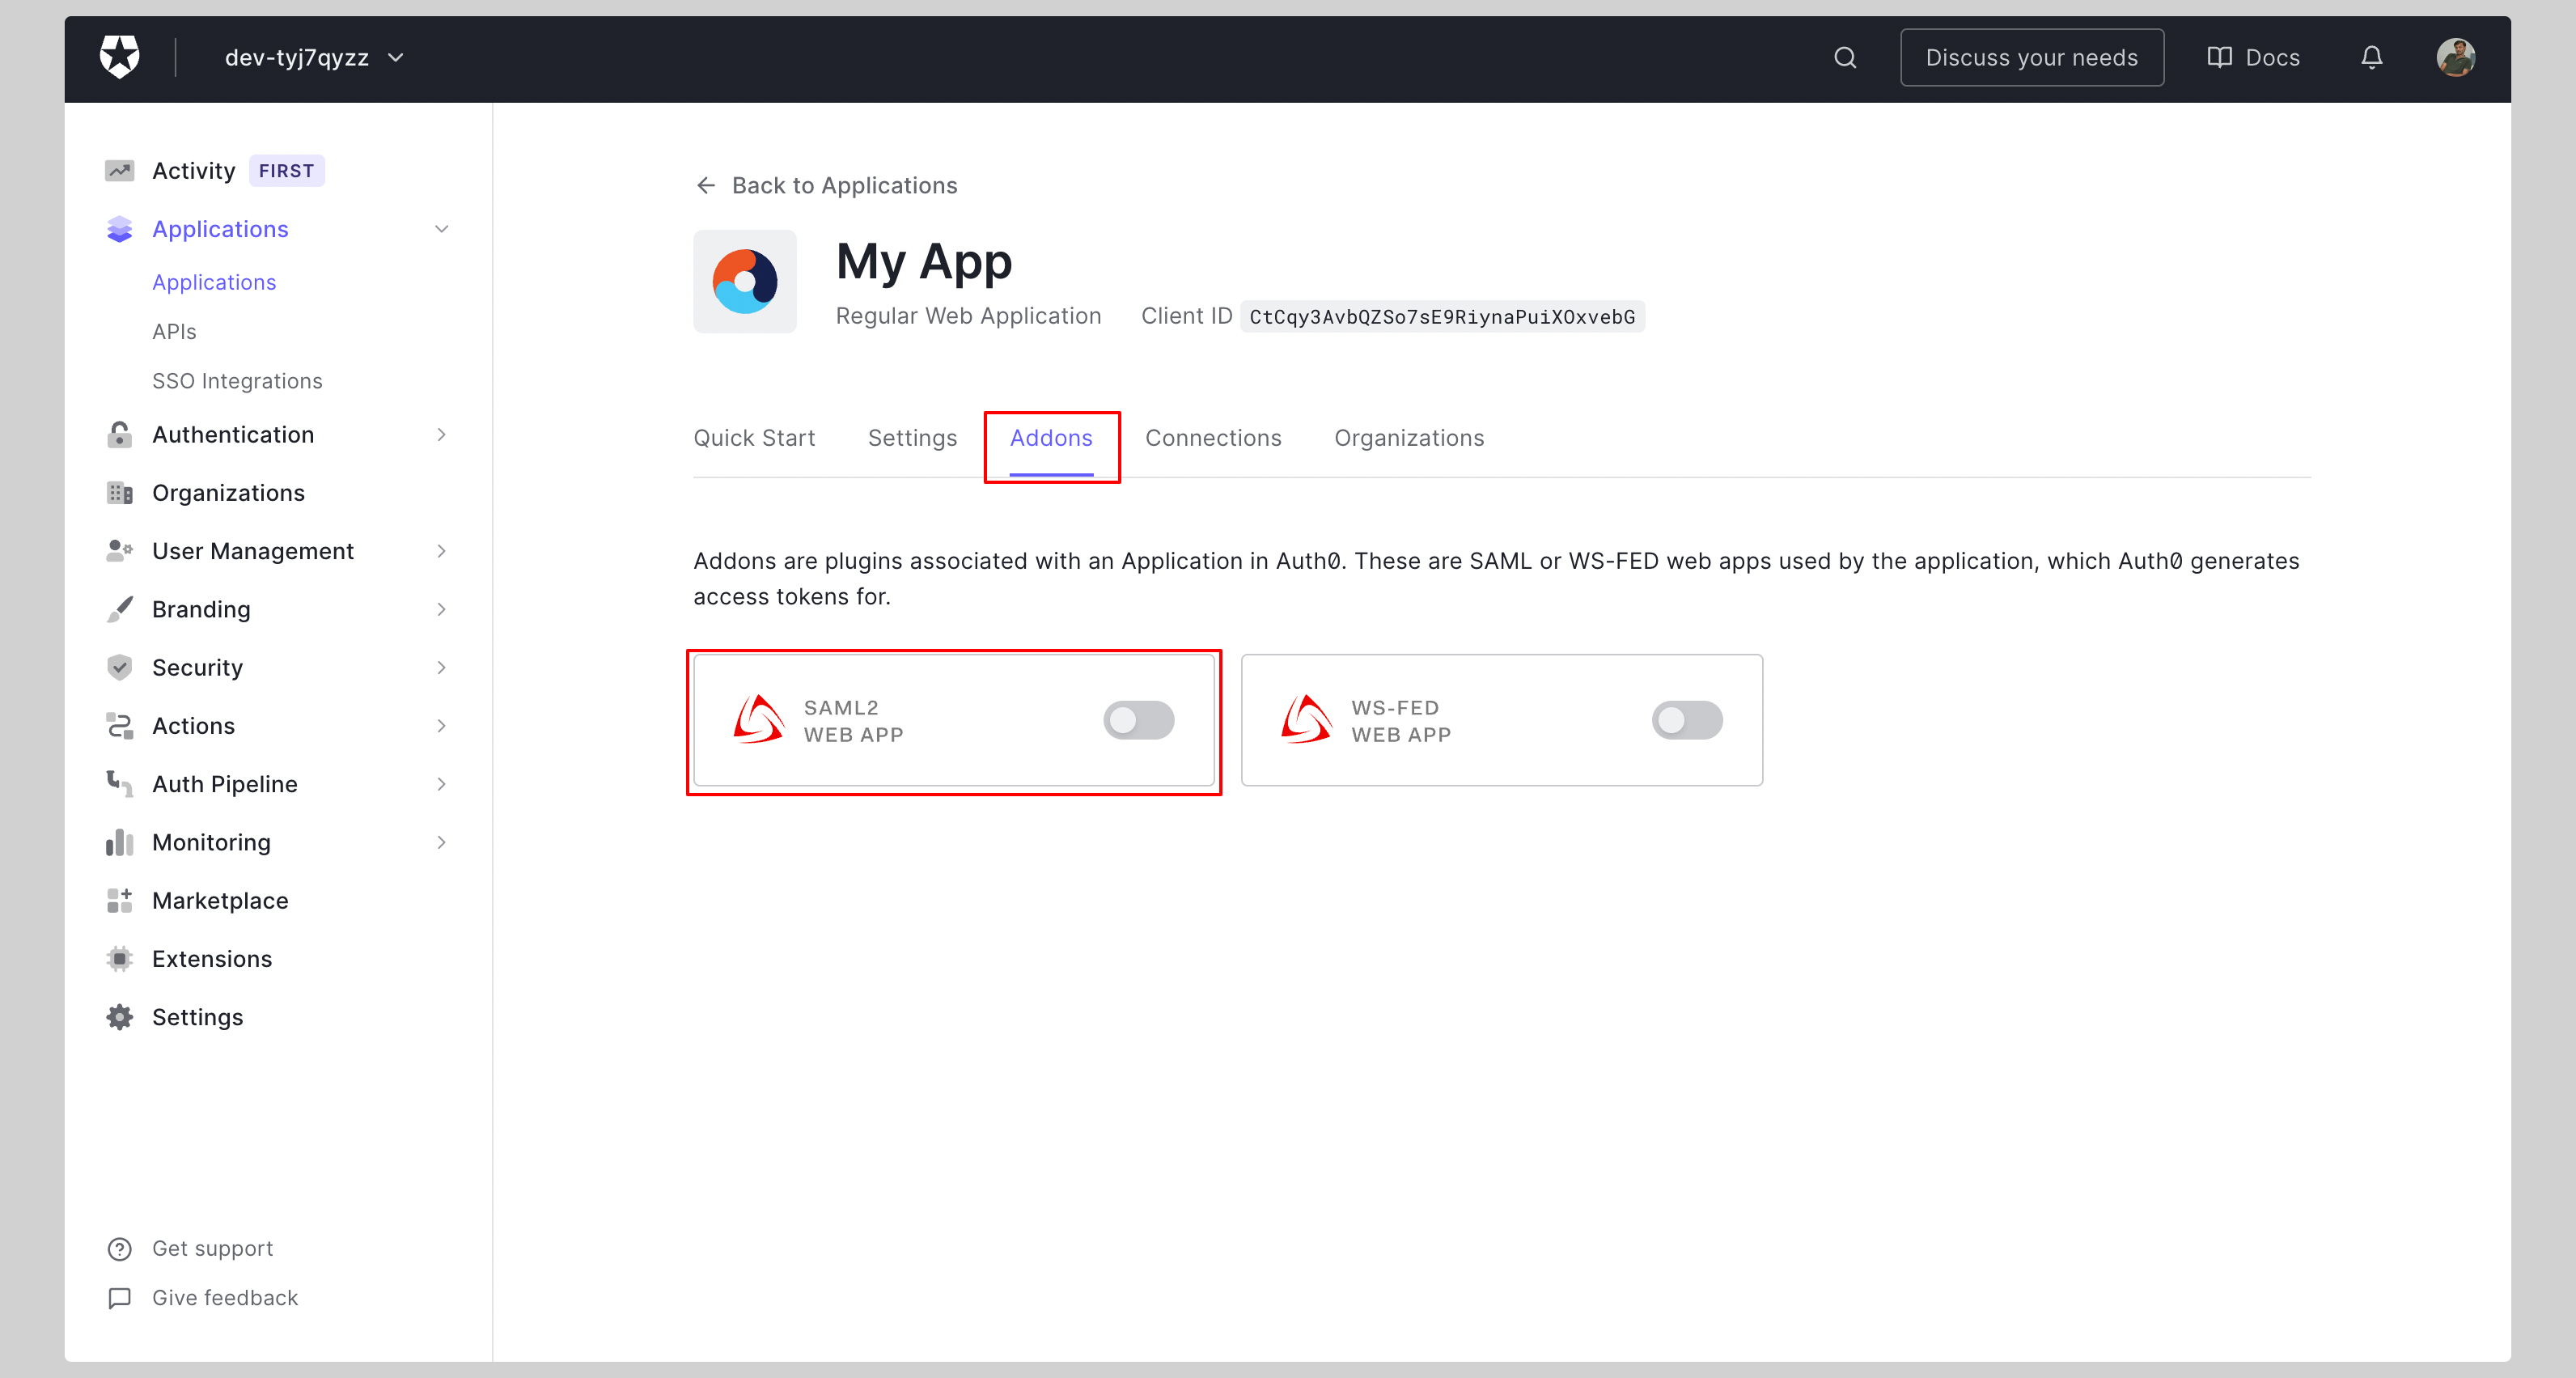 dev-tyj7qyzz
Discuss your needs
Docs
Activity FIRST
Applications
Applications
APIs
SSO Integrations
Authentication
Organizations
User Management
Branding
Security
Actions
Auth Pipeline
Monitoring
Marketplace
Extensions
Settings
Get support
Give feedback
Back to Applications
My App
Regular Web Application Client ID CtCqy3AvbQZSo7sE9RiynaPuiXOxvebG
Quick Start Settings Addons Connections Organizations
Addons are plugins associated with an Application in Auth0. These are SAML or WS-FED web apps used by the application, which Auth0 generates
access tokens for.
SAML2
WEB APP
WS-FED
WEB APP